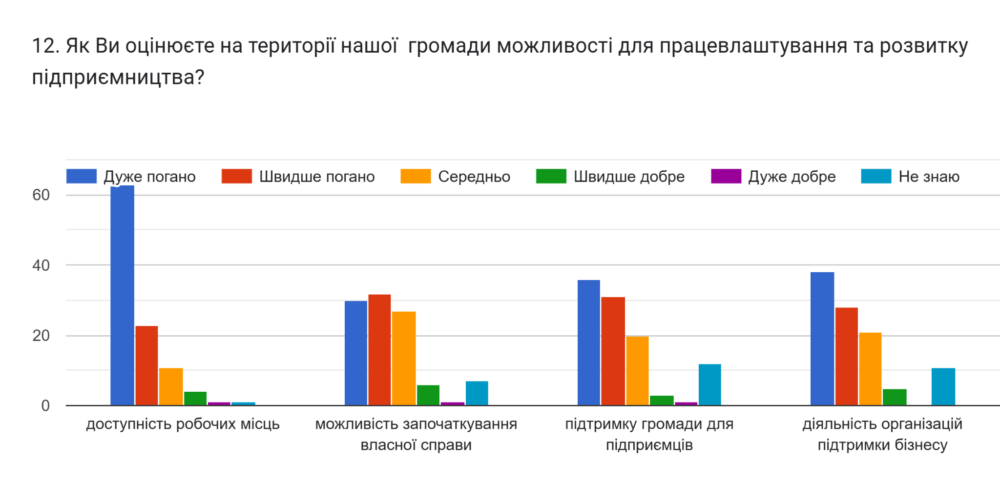 12. Як Ви оцінюєте на території нашої  громади можливості для працевлаштування та розвитку
підприємництва?
Дуже погано
Швидше погано
Середньо
Швидше добре
Дуже добре
Не знаю
60
40
20
0
доступність робочих місць
можливість започаткування
власної справи
підтримку громади для
підприємців
діяльність організацій
підтримки бізнесу